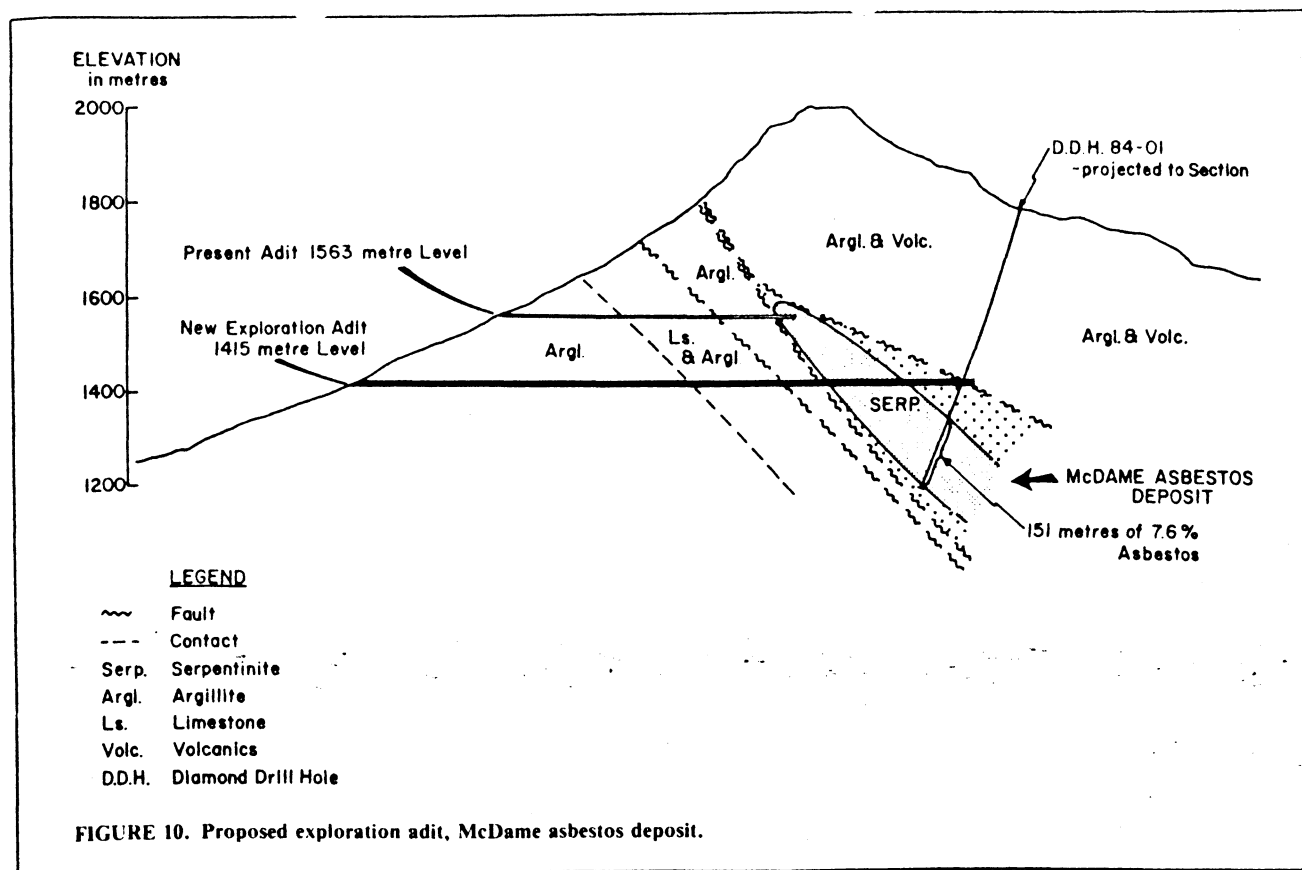 ELEVATION
in metres
2000
1800
1600
1400
1200
D.D.H. 84-01
-projected to Section
Argl. & Volc.
Present Adit 1563 metre Level
Argl.
New Exploration Adit
1415 metre Level
Argl.
Ls.
& Argl
Argl. & Volc.
SERP.
McDAME ASBESTOS
DEPOSIT
151 metres of 7.6%
Asbestos
LEGEND
Fault
Contact
Serp. Serpentinite
Argl. Argillite
Ls. Limestone
Volc. Volcanics
D.D.H. Diamond Drill Hole
FIGURE 10. Proposed exploration adit, McDame asbestos deposit.